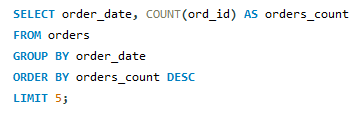 SELECT order_date, COUNT(ord_id) AS orders_count
FROM orders
GROUP BY order_date
ORDER BY orders_count DESC
LIMIT 5;